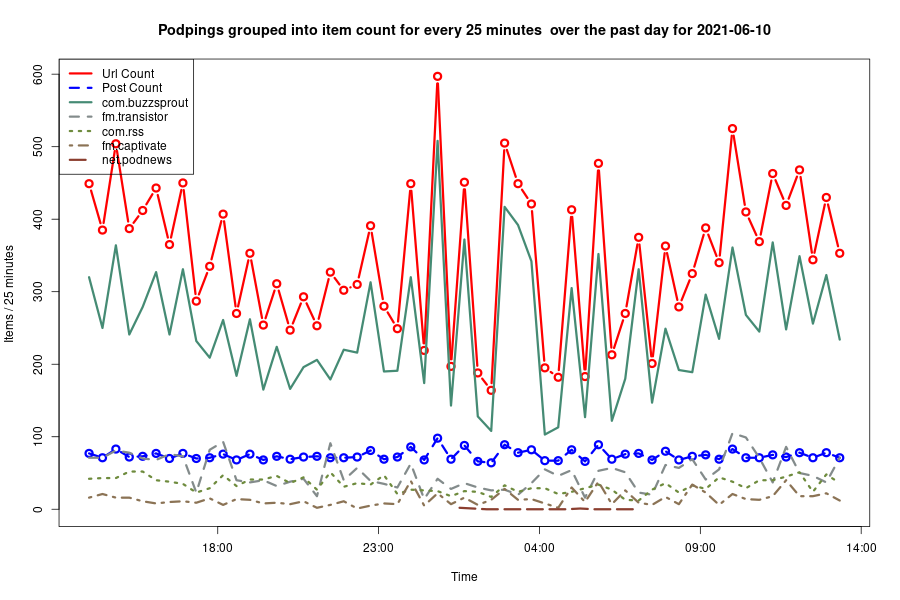 Podpings grouped into item count for every 25 minutes  over the past day for 2021-06-10
Url Count
Post Count
com.buzzsprout
fm.transistor
com.rss
fm.captivate
net.podnews
Items / 25 minutes
600
500
400
300
200
100
0
18:00
23:00
04:00
09:00
14:00
Time